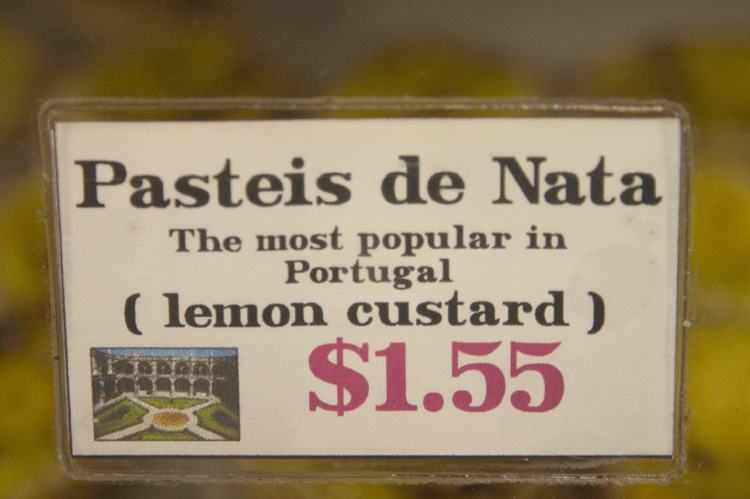 Pasteis de Nata
The most popular in
Portugal
( lemon custard )
$1.55